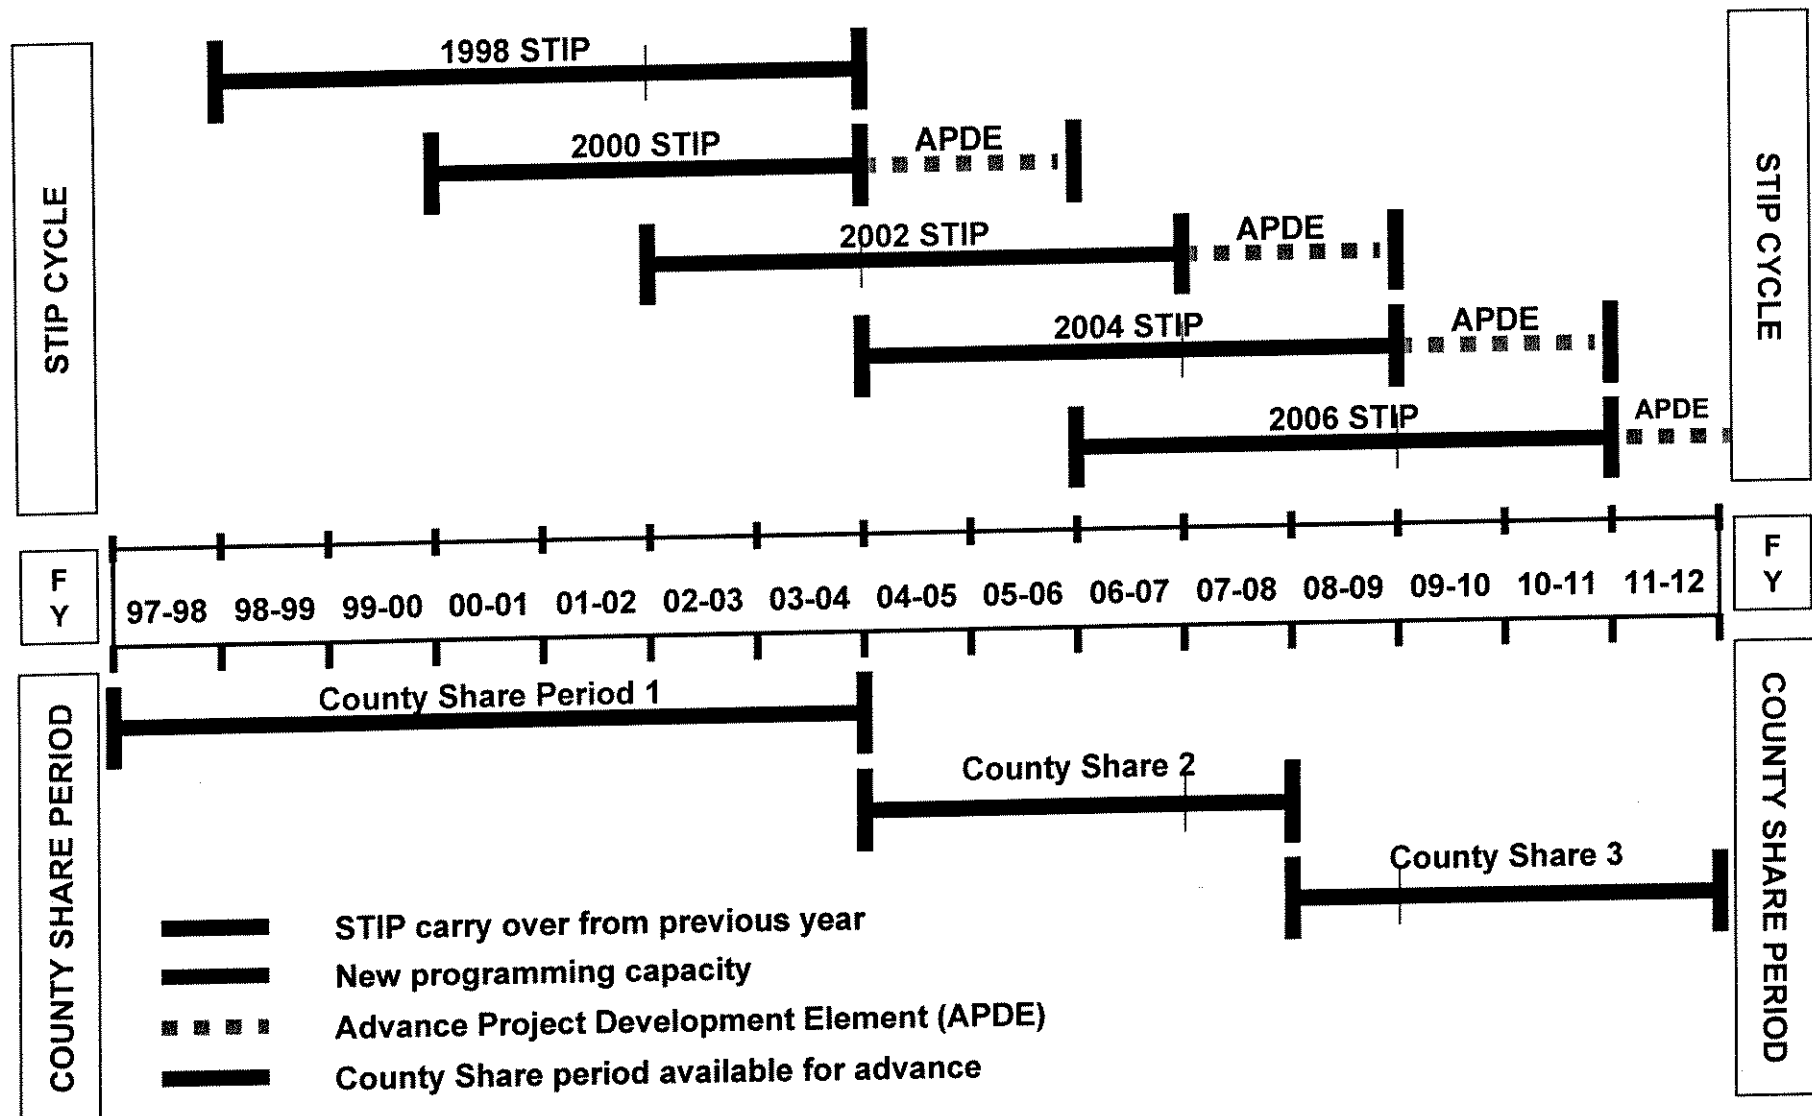 1998 STIP
2000 STIP
APDE
2002 STIP
APDE
2004 STIP
APDE
2006 STIP
APDE
STIP CYCLE
STIP CYCLE
F
Y
97-98 98-99 99-00 00-01 01-02 02-03 03-04 04-05 05-06 06-07 07-08 08-09 09-10 10-11 11-12
F
Y
COUNTY SHARE PERIOD
County Share Period 1
County Share 2
County Share 3
COUNTY SHARE PERIOD
STIP carry over from previous year
New programming capacity
Advance Project Development Element (APDE)
County Share period available for advance